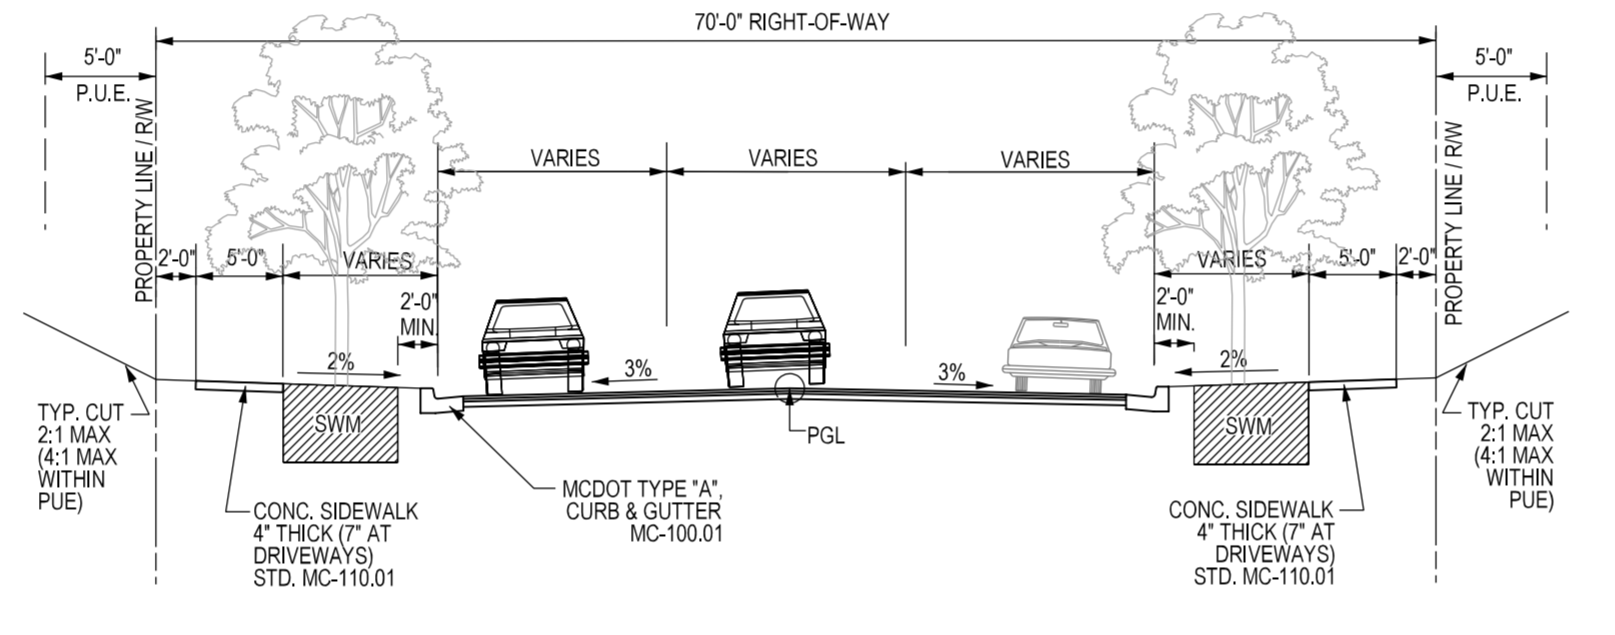 70'-0" RIGHT-OF-WAY
5'-0"
P.U.E.
5'-0"
P.U.E.
PROPERTY LINE / R/W
PROPERTY LINE / R/W
VARIES
VARIES
VARIES
2'-0"
5'-0"
VARIES
VARIES
5'-0"
2'-0"
2'-0"
MIN.
2'-0"
MIN.
2%
3%
3%
2%
TYP. CUT
2:1 MAX
(4:1 MAX
WITHIN
PUE)
SWM
PGL
SWM
TYP. CUT
2:1 MAX
(4:1 MAX
WITHIN
PUE)
CONC. SIDEWALK
4" THICK (7" AT
DRIVEWAYS)
STD. MC-110.01
MCDOT TYPE "A",
CURB & GUTTER
MC-100.01
CONC. SIDEWALK
4" THICK (7" AT
DRIVEWAYS)
STD. MC-110.01